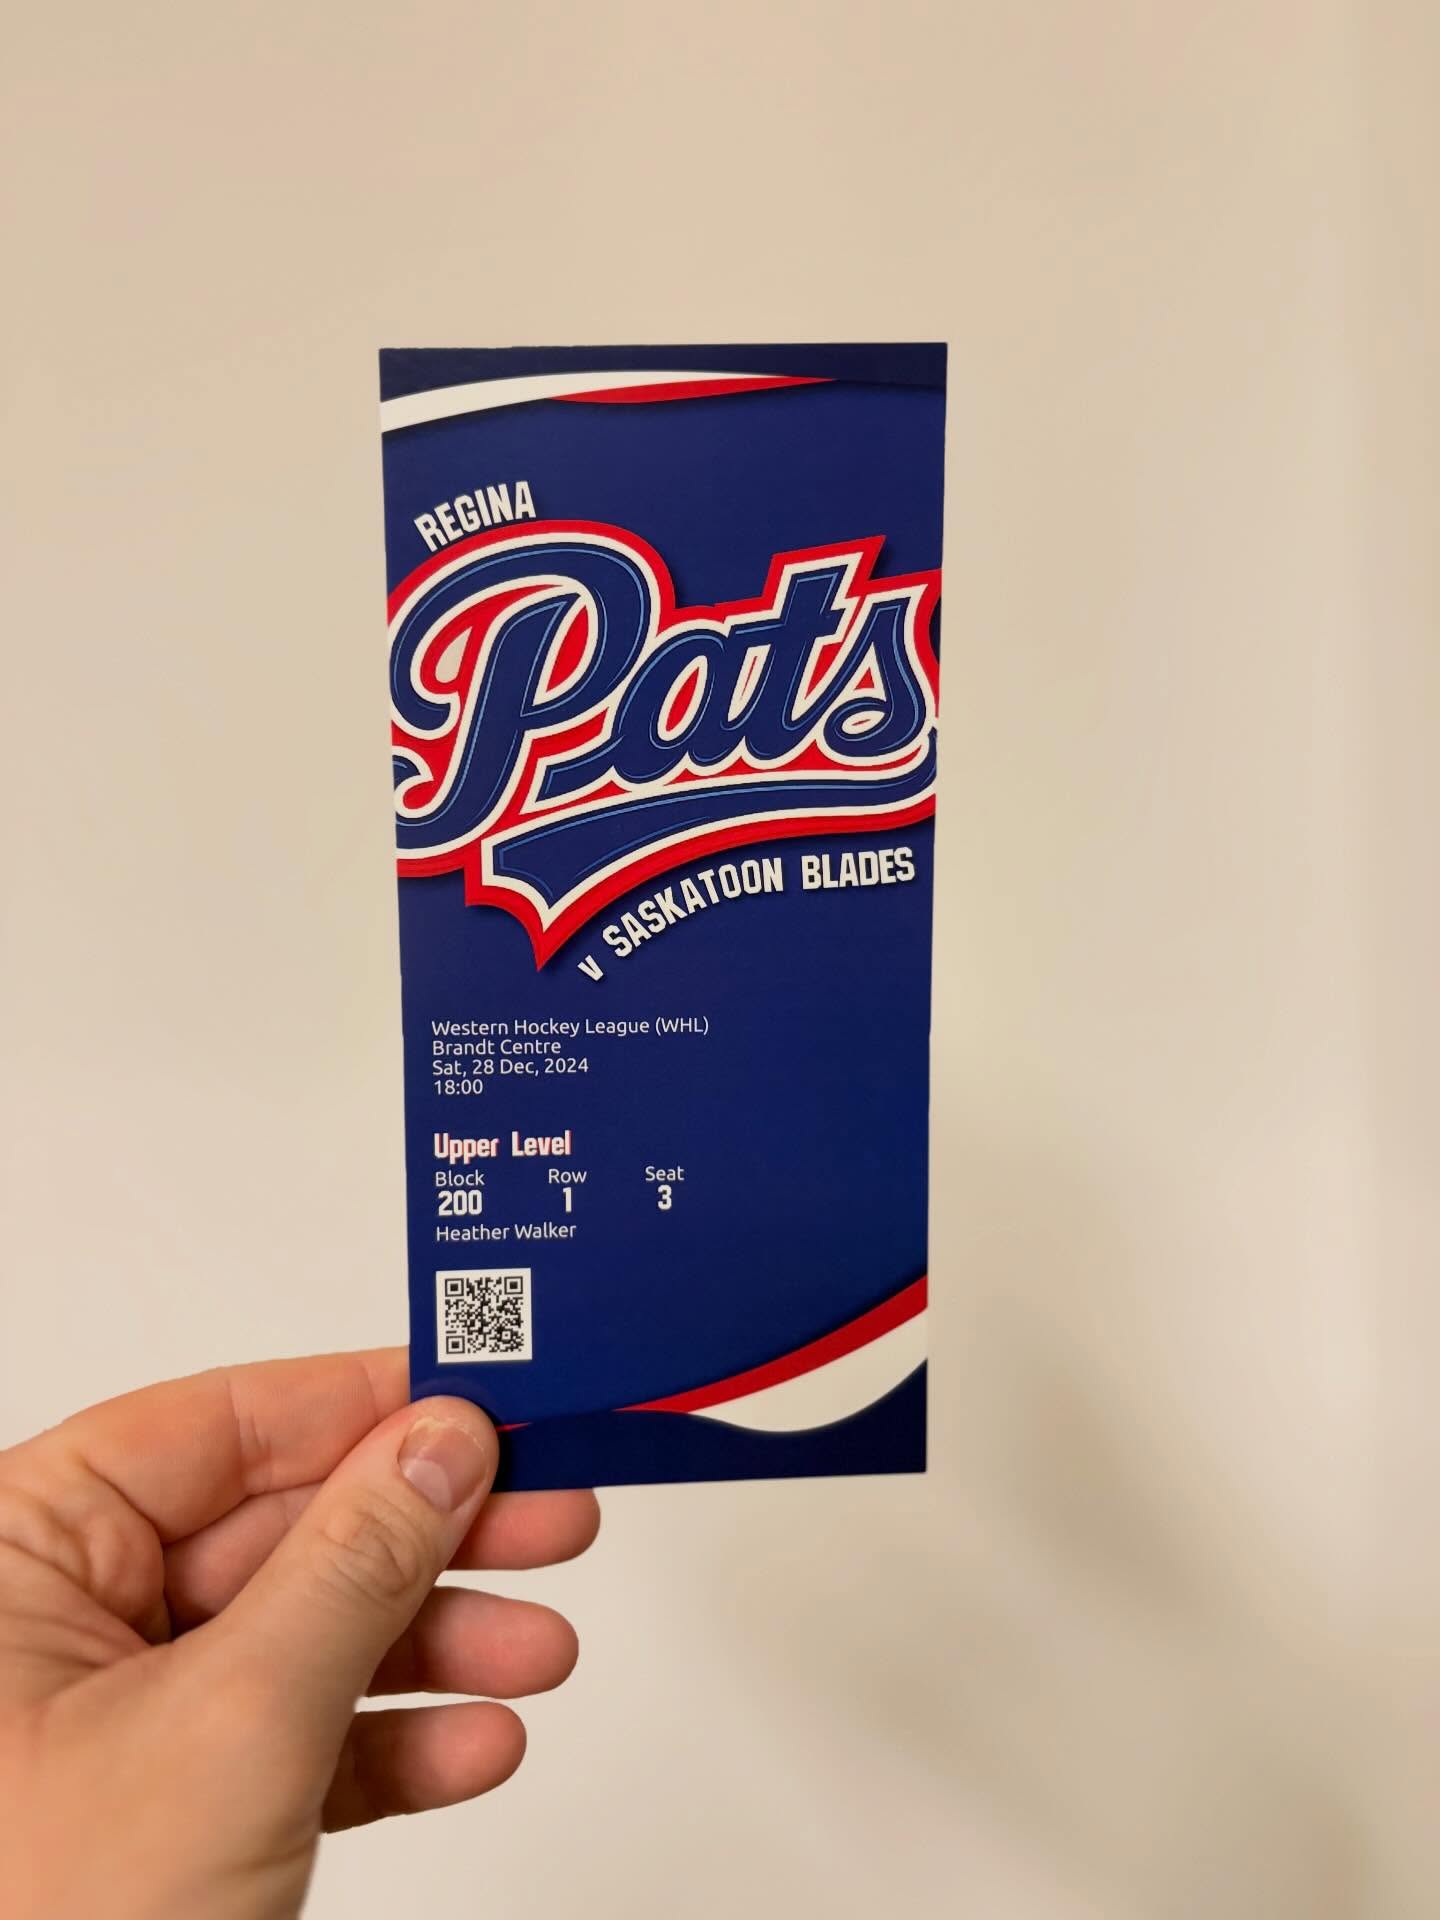 REGINA
Pats
v SASKATOON BLADES
Western Hockey League (WHL)
Brandt Centre
Sat, 28 Dec, 2024
18:00
Upper Level
Block Row Seat
200 1 3
Heather Walker